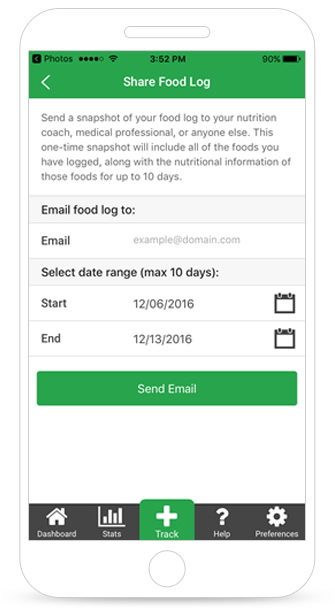 Photos 3:52 PM 90%
Share Food Log
Send a snapshot of your food log to your nutrition
coach, medical professional, or anyone else. This
one-time snapshot will include all of the foods you
have logged, along with the nutritional information of
those foods for up to 10 days.
Email food log to:
Email example@domain.com
Select date range (max 10 days):
Start 12/06/2016
End 12/13/2016
Send Email
Dashboard Stats Track Help Preferences